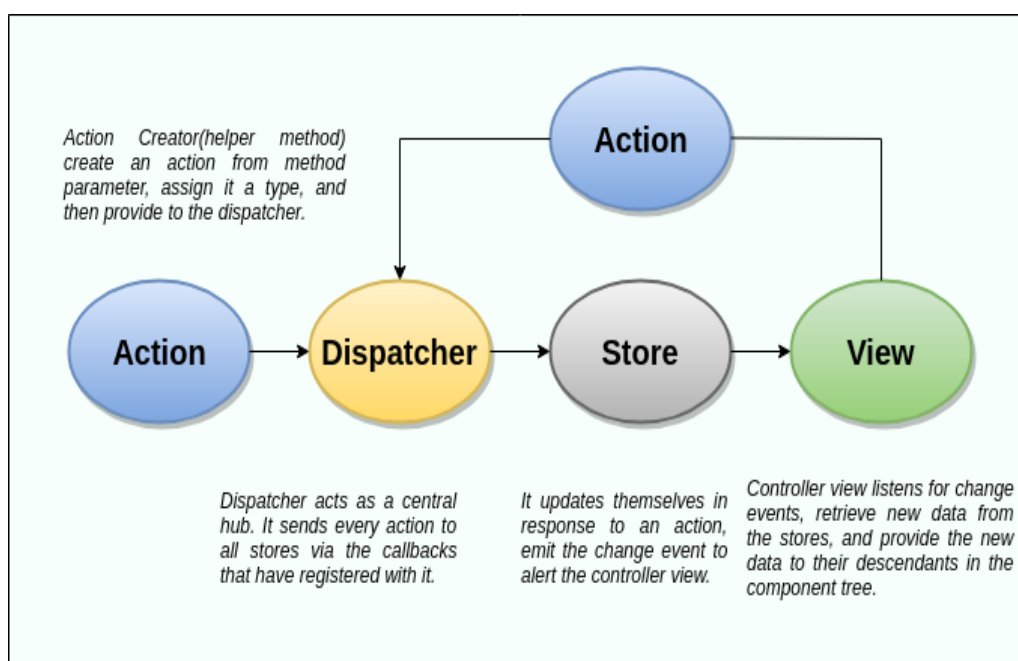 Action
Action Creator(helper method)
create an action from method
parameter, assign it a type, and
then provide to the dispatcher.
Action
Dispatcher
Store
View
Dispatcher acts as a central
hub. It sends every action to
all stores via the callbacks
that have registered with it.
It updates themselves in
response to an action,
emit the change event to
alert the controller view.
Controller view listens for change
events, retrieve new data from
the stores, and provide the new
data to their descendants in the
component tree.